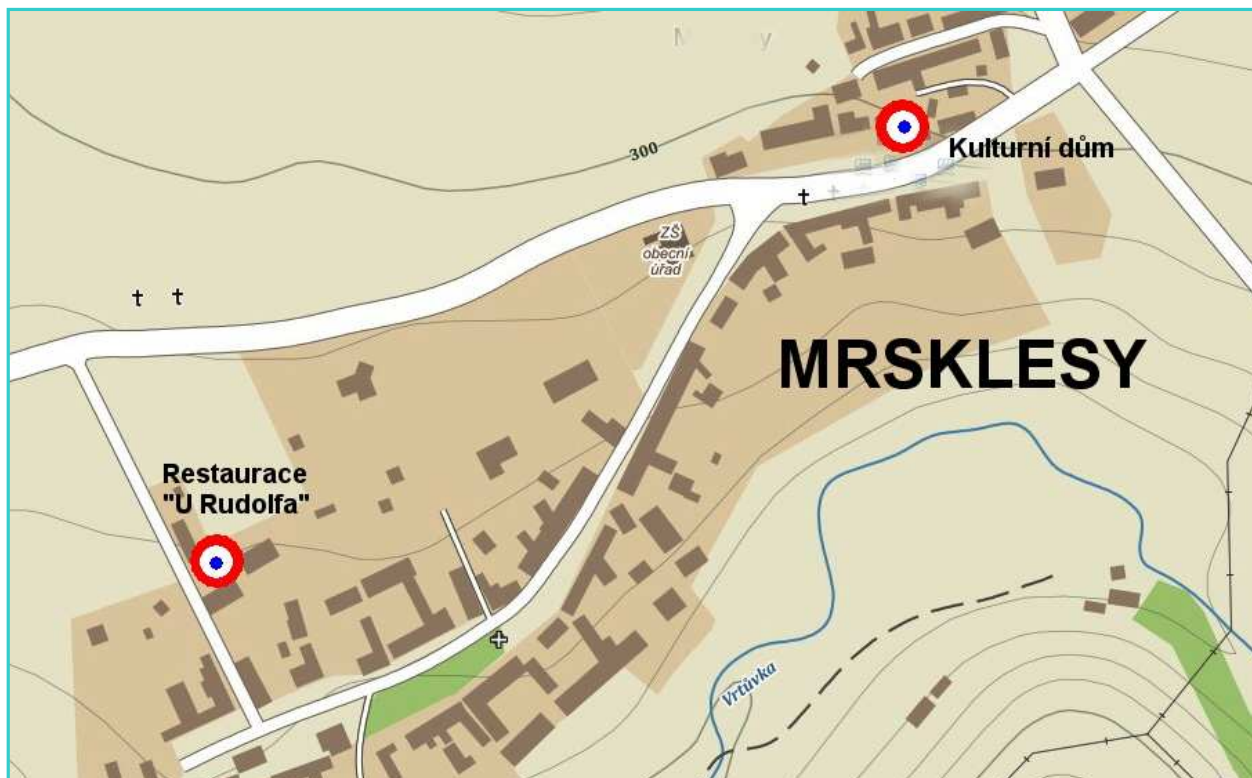 300
Kulturní dům
ZŠ
obecní
úřad
MRSKLESY
Restaurace
"U Rudolfa"
Vrtůvka